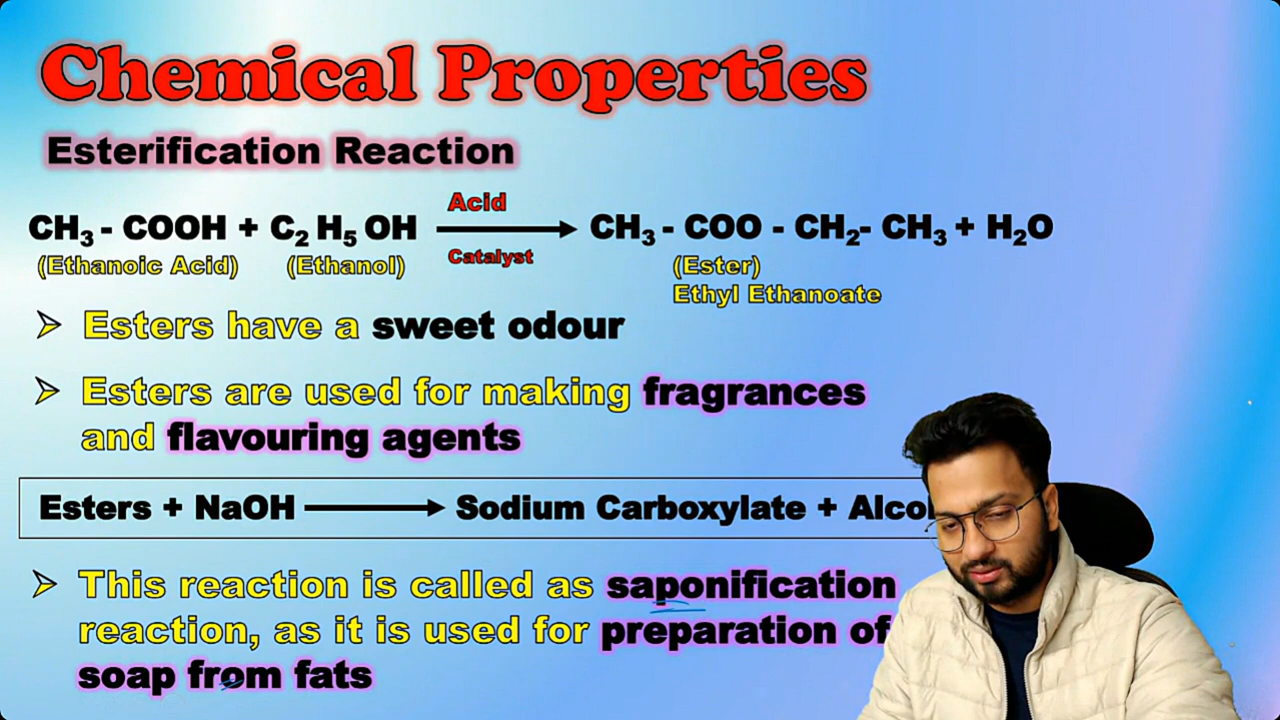 Chemical Properties
Esterification Reaction
Acid
CH₃ - COOH + C₂ H₅ OH → CH₃ - COO - CH₂- CH₃ + H₂O
Catalyst
(Ethanoic Acid) (Ethanol) (Ester)
Ethyl Ethanoate
➢ Esters have a sweet odour
➢ Esters are used for making fragrances
and flavouring agents
Esters + NaOH → Sodium Carboxylate +
➢ This reaction is called as saponification
reaction, as it is used for preparation of
soap from fats